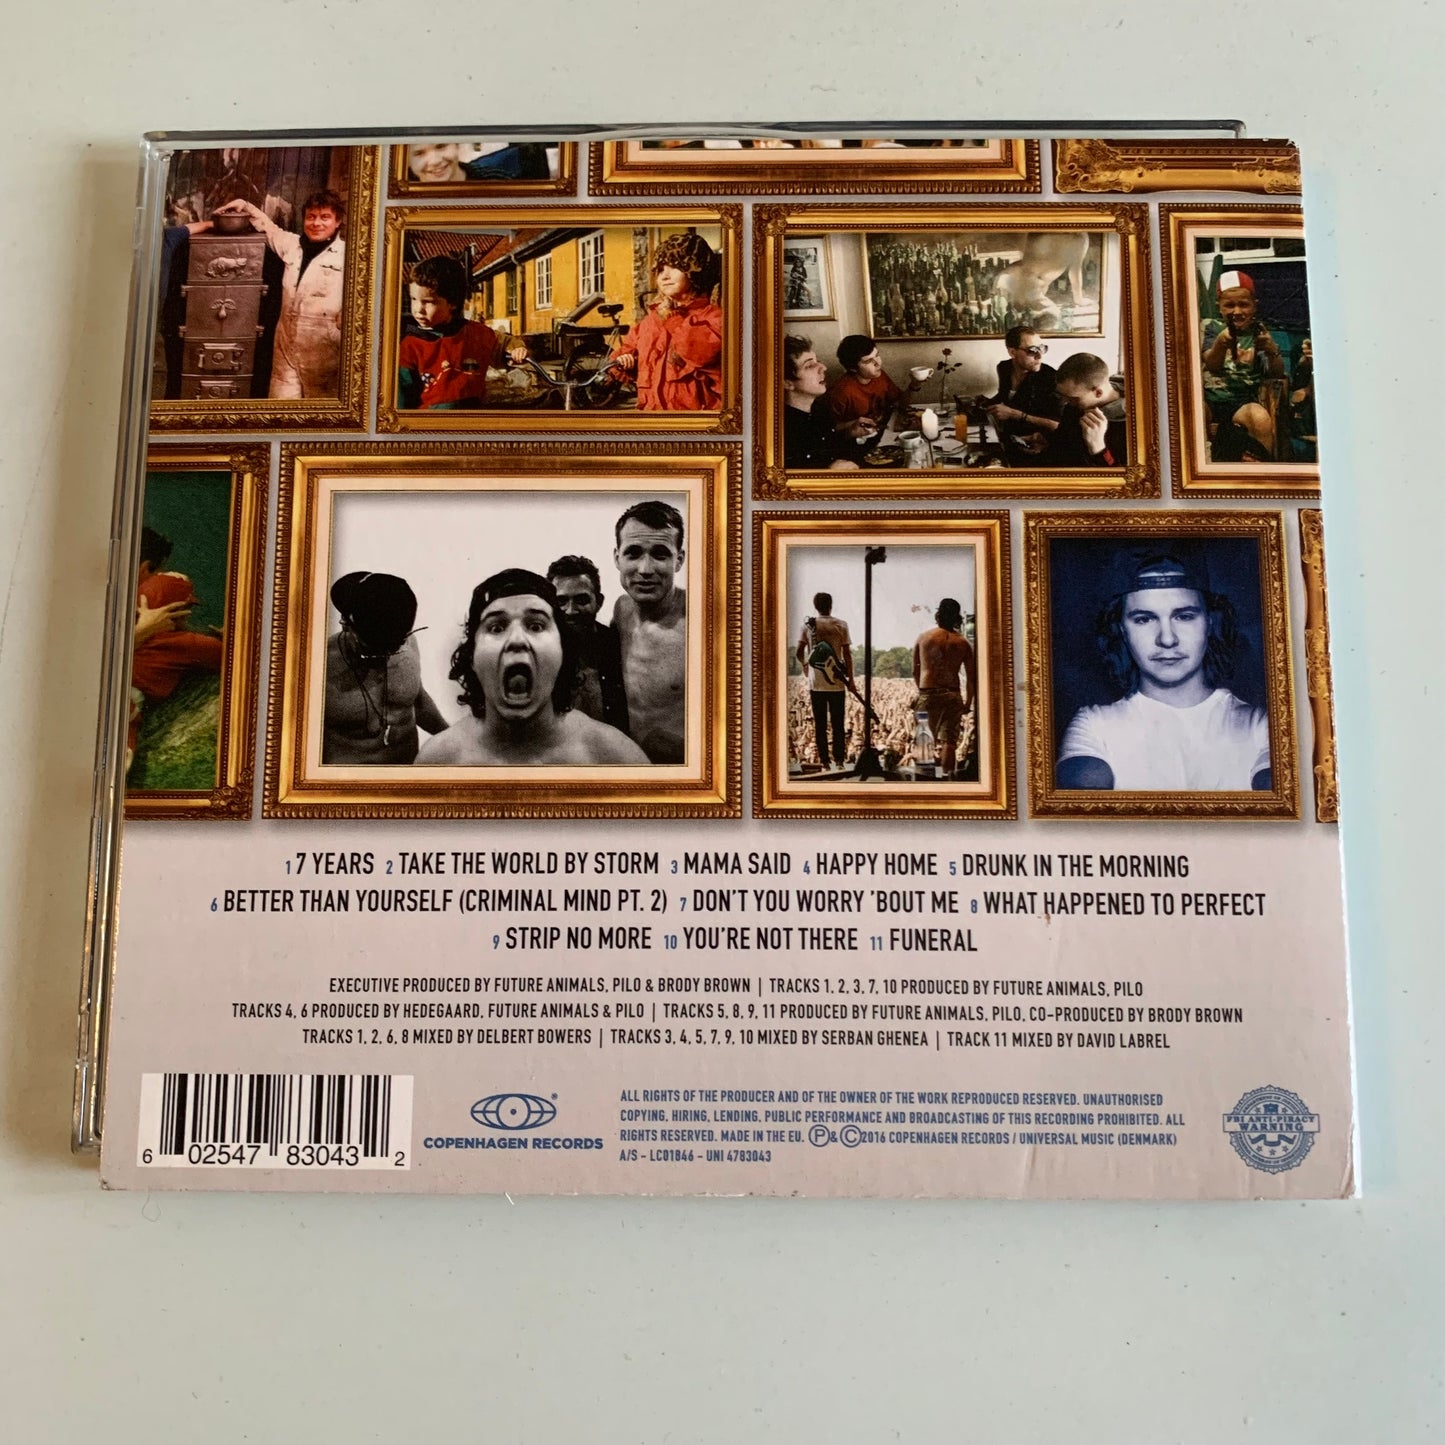 1 7 YEARS 2 TAKE THE WORLD BY STORM 3 MAMA SAID 4 HAPPY HOME 5 DRUNK IN THE MORNING
6 BETTER THAN YOURSELF (CRIMINAL MIND PT. 2) 7 DON'T YOU WORRY 'BOUT ME 8 WHAT HAPPENED TO PERFECT
9 STRIP NO MORE 10 YOU'RE NOT THERE 11 FUNERAL
EXECUTIVE PRODUCED BY FUTURE ANIMALS, PILO & BRODY BROWN | TRACKS 1, 2, 3, 7, 10 PRODUCED BY FUTURE ANIMALS, PILO
TRACKS 4, 6 PRODUCED BY HEDEGAARD, FUTURE ANIMALS & PILO | TRACKS 5, 8, 9, 11 PRODUCED BY FUTURE ANIMALS, PILO, CO-PRODUCED BY BRODY BROWN
TRACKS 1, 2, 6, 8 MIXED BY DELBERT BOWERS | TRACKS 3, 4, 5, 7, 9, 10 MIXED BY SERBAN GHENEA | TRACK 11 MIXED BY DAVID LABREL
6 02547 83043 2
® COPENHAGEN RECORDS
ALL RIGHTS OF THE PRODUCER AND OF THE OWNER OF THE WORK REPRODUCED RESERVED. UNAUTHORISED
COPYING, HIRING, LENDING, PUBLIC PERFORMANCE AND BROADCASTING OF THIS RECORDING PROHIBITED. ALL
RIGHTS RESERVED. MADE IN THE EU. ℗&©2016 COPENHAGEN RECORDS / UNIVERSAL MUSIC (DENMARK)
A/S - LC01846 - UNI 4783043
FBI ANTI-PIRACY
WARNING